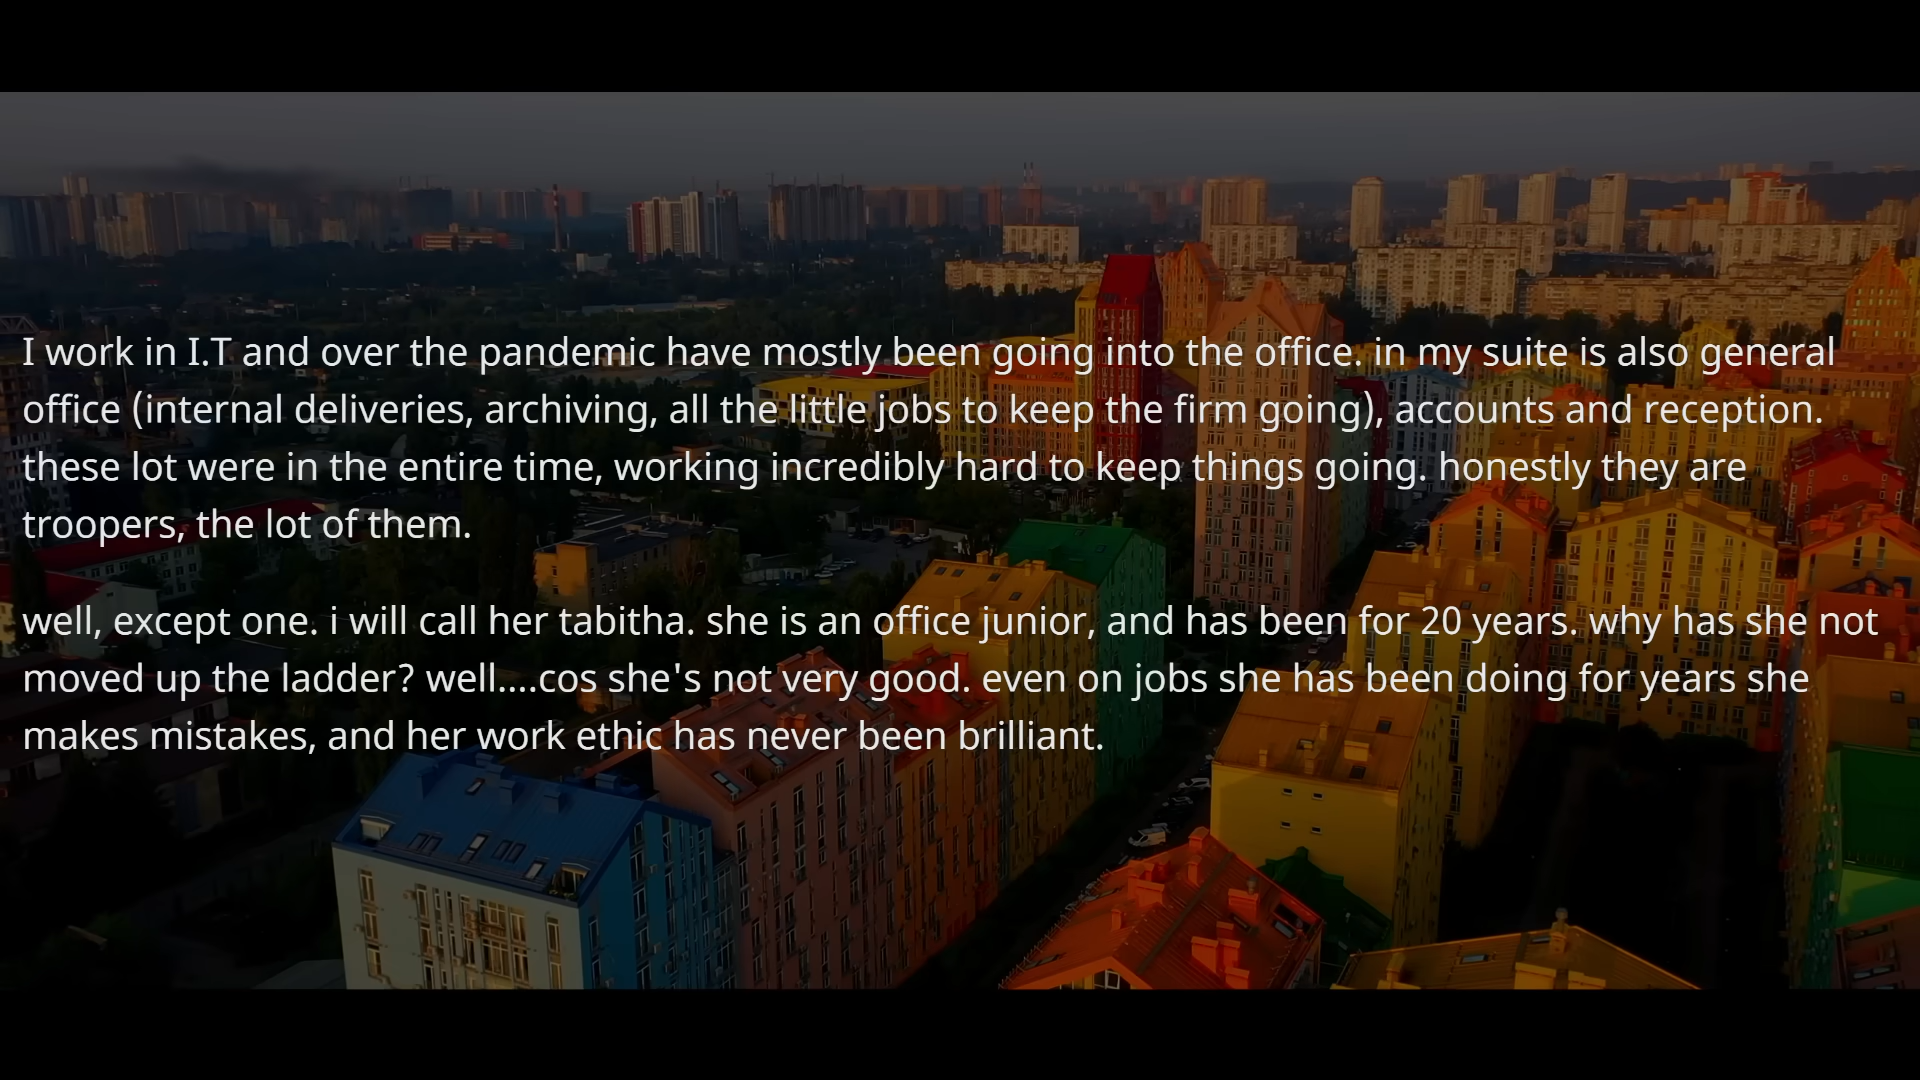 I work in I.T and over the pandemic have mostly been going into the office. in my suite is also general
office (internal deliveries, archiving, all the little jobs to keep the firm going), accounts and reception.
these lot were in the entire time, working incredibly hard to keep things going. honestly they are
troopers, the lot of them.
well, except one. i will call her tabitha. she is an office junior, and has been for 20 years. why has she not
moved up the ladder? well....cos she's not very good. even on jobs she has been doing for years she
makes mistakes, and her work ethic has never been brilliant.